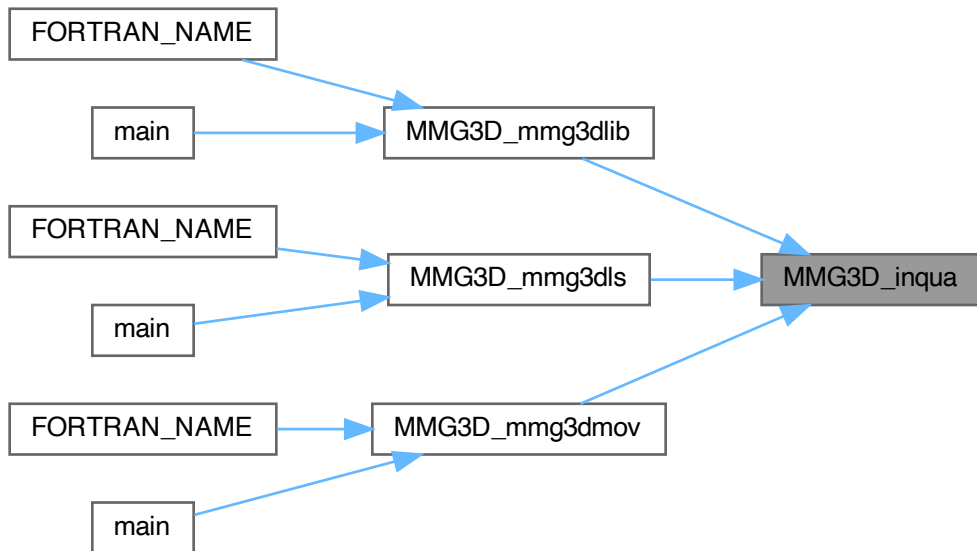 FORTRAN_NAME
main
MMG3D_mmg3dlib
FORTRAN_NAME
main
MMG3D_mmg3dls
MMG3D_inqua
FORTRAN_NAME
main
MMG3D_mmg3dmov